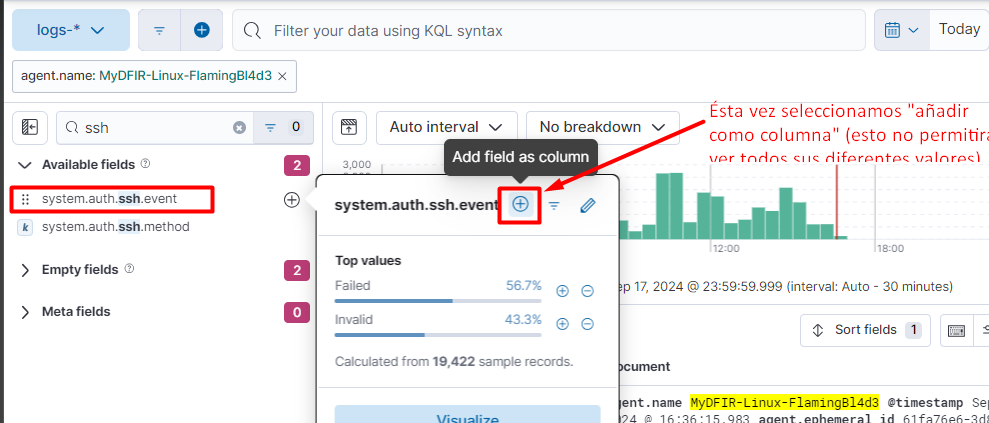 logs-*
Filter your data using KQL syntax
Today
agent.name: MyDFIR-Linux-FlamingBl4d3 ×
ssh
0
Auto interval
No breakdown
Ésta vez seleccionamos "añadir
como columna" (esto no permitira
ver todos sus diferentes valores)
Available fields
2
Add field as column
3,000
system.auth.ssh.event
system.auth.ssh.event
k system.auth.ssh.method
12:00
18:00
Empty fields
2
Top values
Failed 56.7%
ep 17, 2024 @ 23:59:59.999 (interval: Auto - 30 minutes)
Meta fields
0
Invalid 43.3%
Sort fields 1
Calculated from 19,422 sample records.
ocument
gent.name MyDFIR-Linux-FlamingBl4d3 @timestamp Sep
2024 @ 16:36:15.983 agent.ephemeral_id 61fa76e6-3d8
Visualize